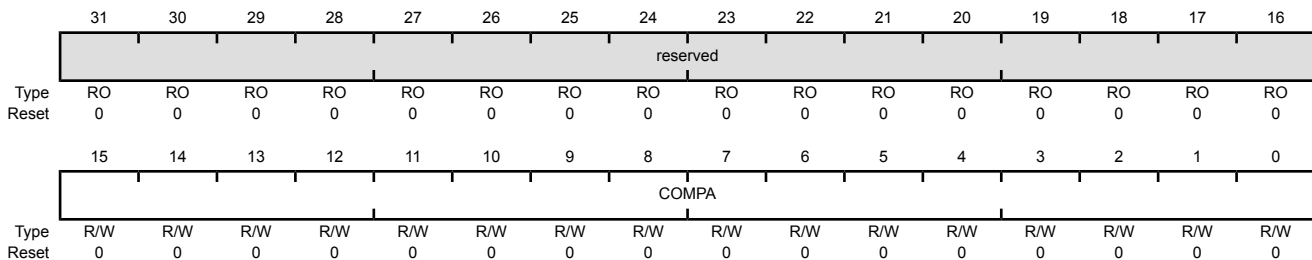 31 30 29 28 27 26 25 24 23 22 21 20 19 18 17 16
reserved
Type RO RO RO RO RO RO RO RO RO RO RO RO RO RO RO RO
Reset 0 0 0 0 0 0 0 0 0 0 0 0 0 0 0 0
15 14 13 12 11 10 9 8 7 6 5 4 3 2 1 0
COMPA
Type R/W R/W R/W R/W R/W R/W R/W R/W R/W R/W R/W R/W R/W R/W R/W R/W
Reset 0 0 0 0 0 0 0 0 0 0 0 0 0 0 0 0